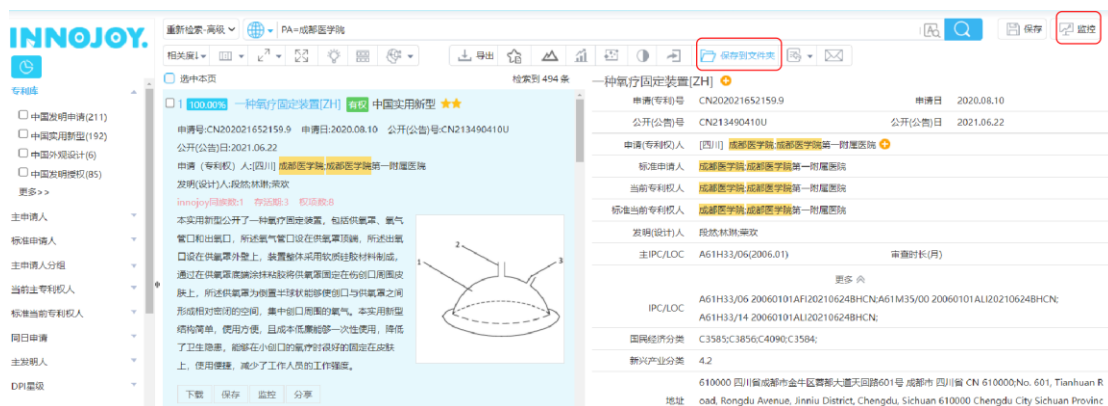 INNOJOY.
重新检索-高级
PA=成都医学院
保存
监控
相关度
导出
保存到文件夹
专利库
中国发明申请(211)
中国实用新型(192)
中国外观设计(6)
中国发明授权(85)
更多>>
主申请人
标准申请人
主申请人分组
当前主专利权人
标准当前专利权人
同日申请
主发明人
DPI星级
选中本页
检索到 494 条
1 100.00% 一种氧疗固定装置[ZH] 有权 中国实用新型
申请号:CN202021652159.9 申请日:2020.08.10 公开(公告)号:CN213490410U
公开(公告)日:2021.06.22
申请（专利权）人:[四川] 成都医学院;成都医学院第一附属医院
发明(设计)人:段然;林琳;荣欢
innojoy同族数:1 存活期:3 权项数:8
本实用新型公开了一种氧疗固定装置，包括供氧罩、氧气
管口和出氧口，所述氧气管口设在供氧罩顶端，所述出氧
口设在供氧罩外壁上，装置整体采用软质硅胶材料制成。
通过在供氧罩底端涂抹粘胶将供氧罩固定在伤创口周围皮
肤上，所述供氧罩为倒置半球状能够使创口与供氧罩之间
形成相对密闭的空间，集中创口周围的氧气。本实用新型
结构简单，使用方便，且成本低廉能够一次性使用，降低
了卫生隐患，能够在小创口的氧疗时很好的固定在皮肤
上，使用便捷，减少了工作人员的工作强度。
1
2
3
下载 保存 监控 分享
一种氧疗固定装置[ZH]
申请(专利)号 CN202021652159.9 申请日 2020.08.10
公开(公告)号 CN213490410U 公开(公告)日 2021.06.22
申请(专利权)人 [四川] 成都医学院;成都医学院第一附属医院
标准申请人 成都医学院;成都医学院第一附属医院
当前专利权人 成都医学院;成都医学院第一附属医院
标准当前专利权人 成都医学院;成都医学院第一附属医院
发明(设计)人 段然;林琳;荣欢
主IPC/LOC A61H33/06(2006.01) 审查时长(月)
更多
IPC/LOC A61H33/06 20060101AFI20210624BHCN;A61M35/00 20060101ALI20210624BHCN;
A61H33/14 20060101ALI20210624BHCN;
国民经济分类 C3585;C3856;C4090;C3584;
新兴产业分类 4.2
地址 610000 四川省成都市金牛区蓉都大道天回路601号 成都市 四川省 CN 610000;No. 601, Tianhuan R
oad, Rongdu Avenue, Jinniu District, Chengdu, Sichuan 610000 Chengdu City Sichuan Provinc